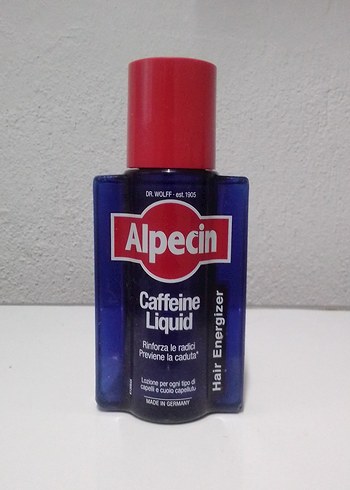 DR. WOLFF · est. 1905
Alpecin
Caffeine
Liquid
Rinforza le radici
Previene la caduta*
Lozione per ogni tipo di
capelli e cuoio capelluto
MADE IN GERMANY
Hair Energizer